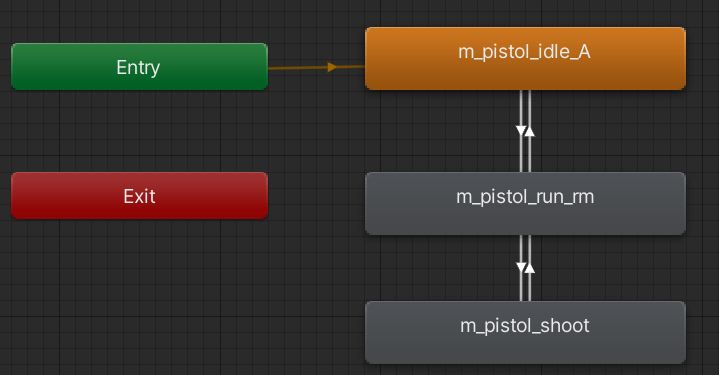 Entry
m_pistol_idle_A
Exit
m_pistol_run_rm
m_pistol_shoot